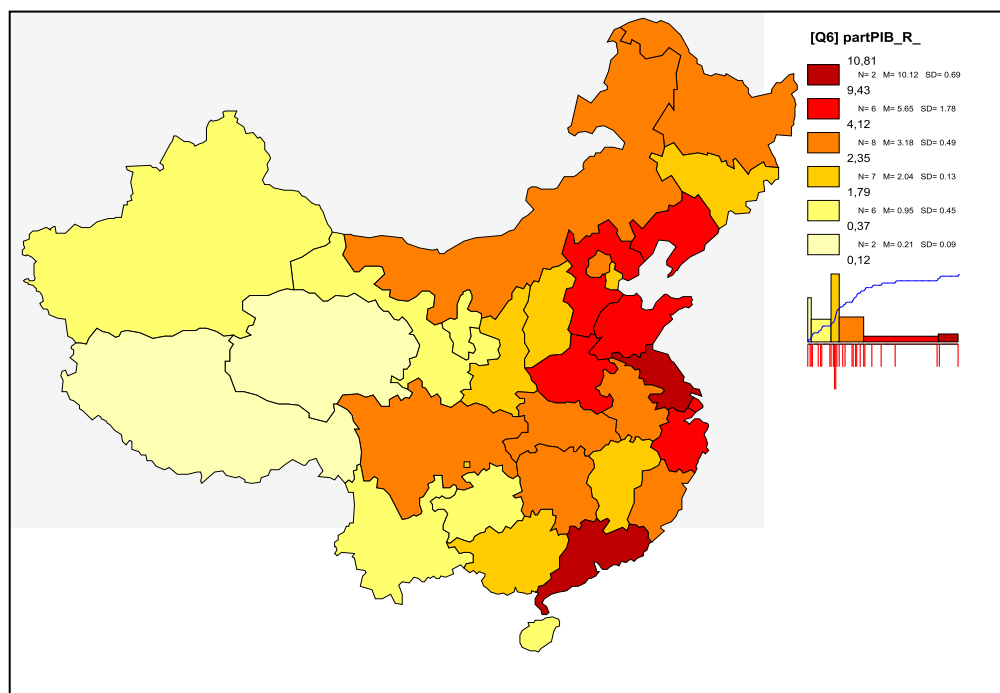 [Q6] partPIB_R_
10,81
N= 2 M= 10.12 SD= 0.69
9,43
N= 6 M= 5.65 SD= 1.78
4,12
N= 8 M= 3.18 SD= 0.49
2,35
N= 7 M= 2.04 SD= 0.13
1,79
N= 6 M= 0.95 SD= 0.45
0,37
N= 2 M= 0.21 SD= 0.09
0,12